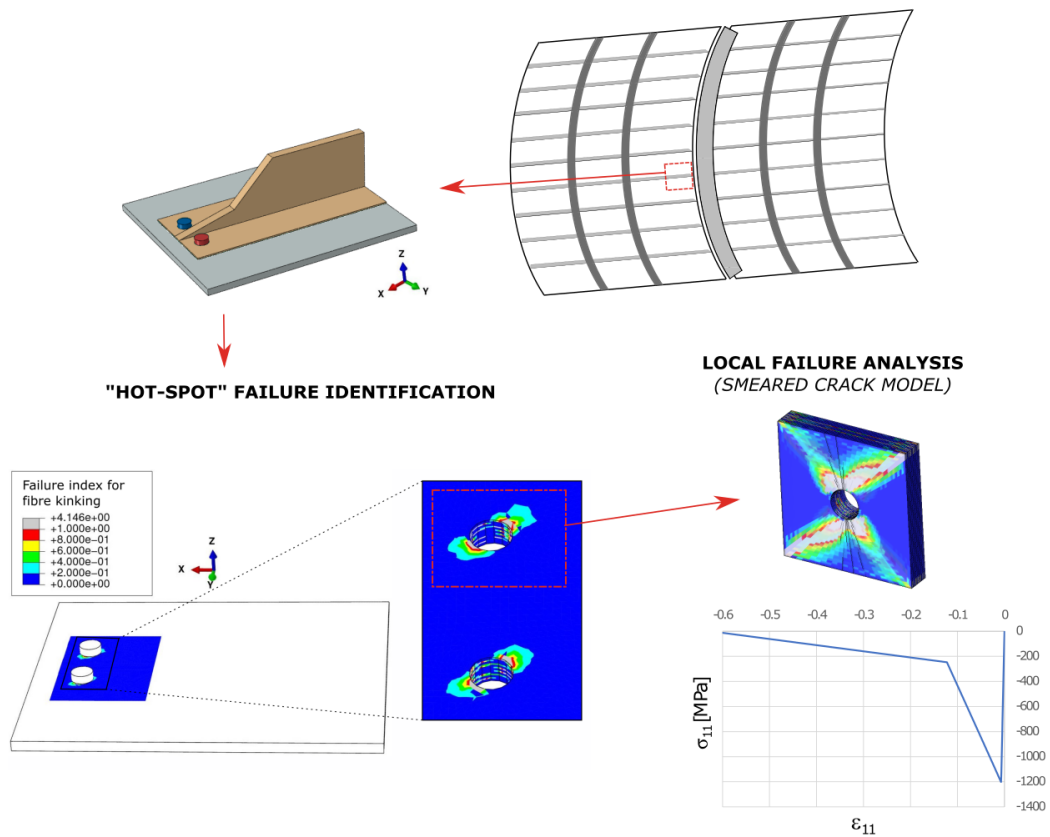 Z
X
Y
"HOT-SPOT" FAILURE IDENTIFICATION
LOCAL FAILURE ANALYSIS
(SMEARED CRACK MODEL)
Failure index for
fibre kinking
+4.146e+00
+1.000e+00
+8.000e-01
+6.000e-01
+4.000e-01
+2.000e-01
+0.000e+00
Z
X
Y
-0.6 -0.5 -0.4 -0.3 -0.2 -0.1 0
0
-200
-400
-600
-800
-1000
-1200
-1400
σ11 [MPa]
ε11